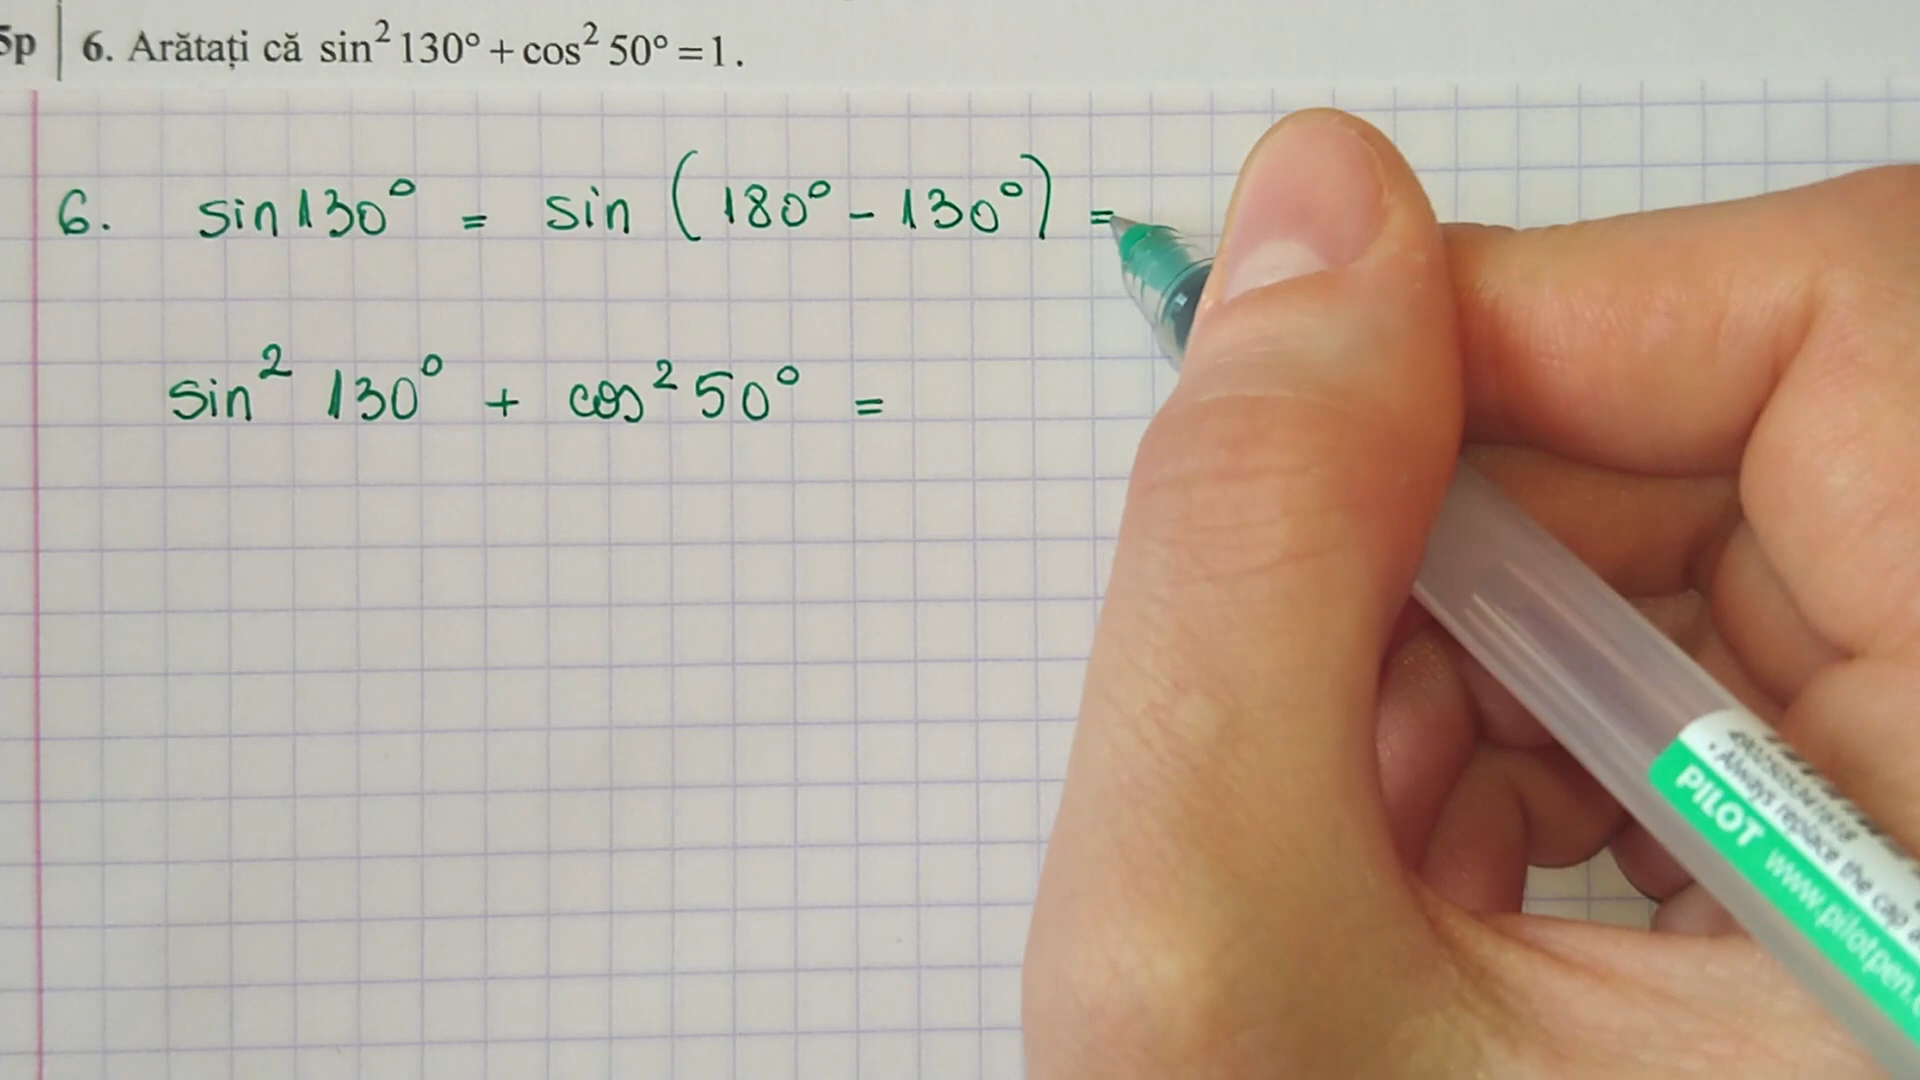 5p 6. Arătați că sin² 130° + cos² 50° = 1.
6. sin 130° = sin (180° - 130°) =
sin² 130° + cos² 50° =
Always replace the cap
PILOT www.pilotpen.